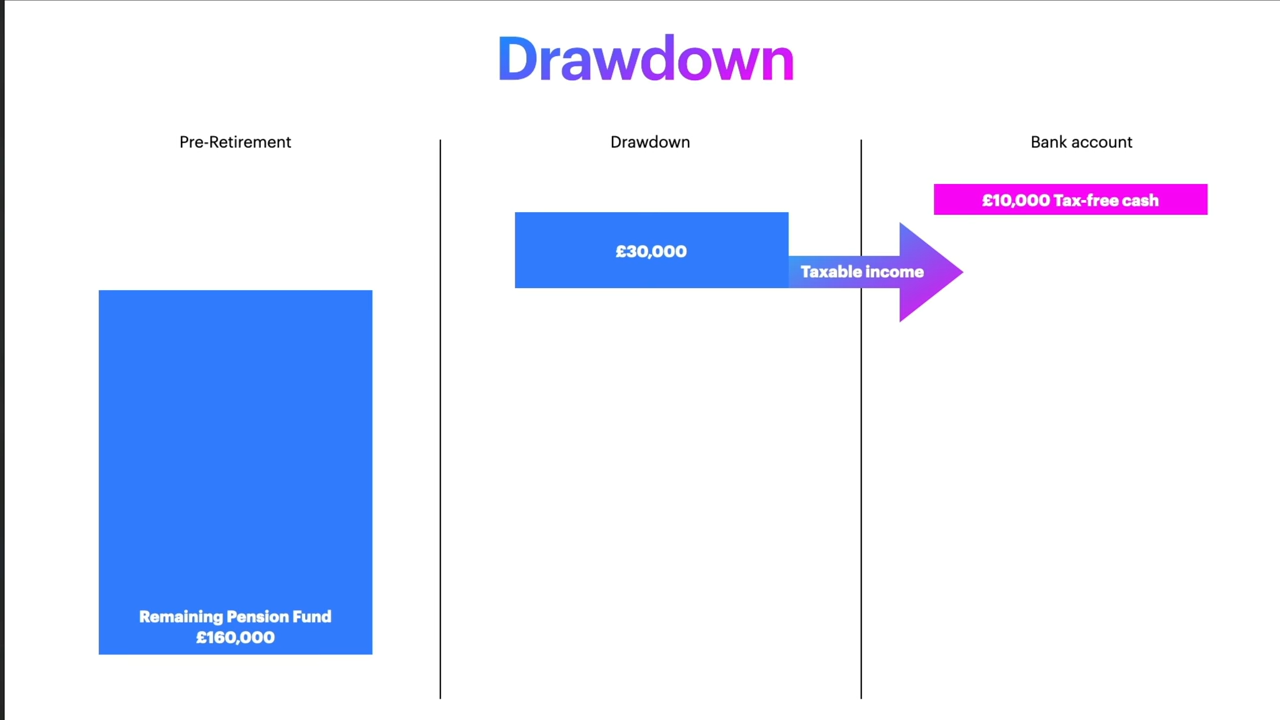 Drawdown
Pre-Retirement
Drawdown
Bank account
£10,000 Tax-free cash
£30,000
Taxable income
Remaining Pension Fund
£160,000